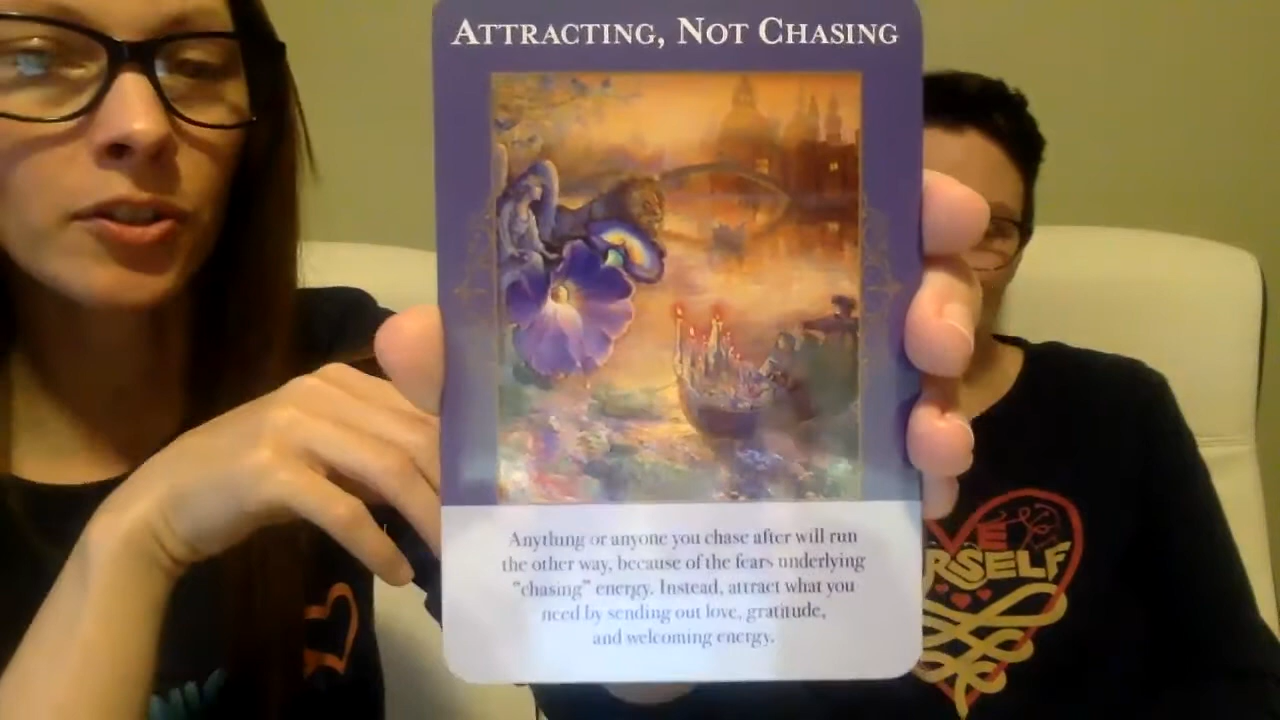 ATTRACTING, NOT CHASING
Anything or anyone you chase after will run
the other way, because of the fears underlying
"chasing" energy. Instead, attract what you
need by sending out love, gratitude,
and welcoming energy.
RSELF